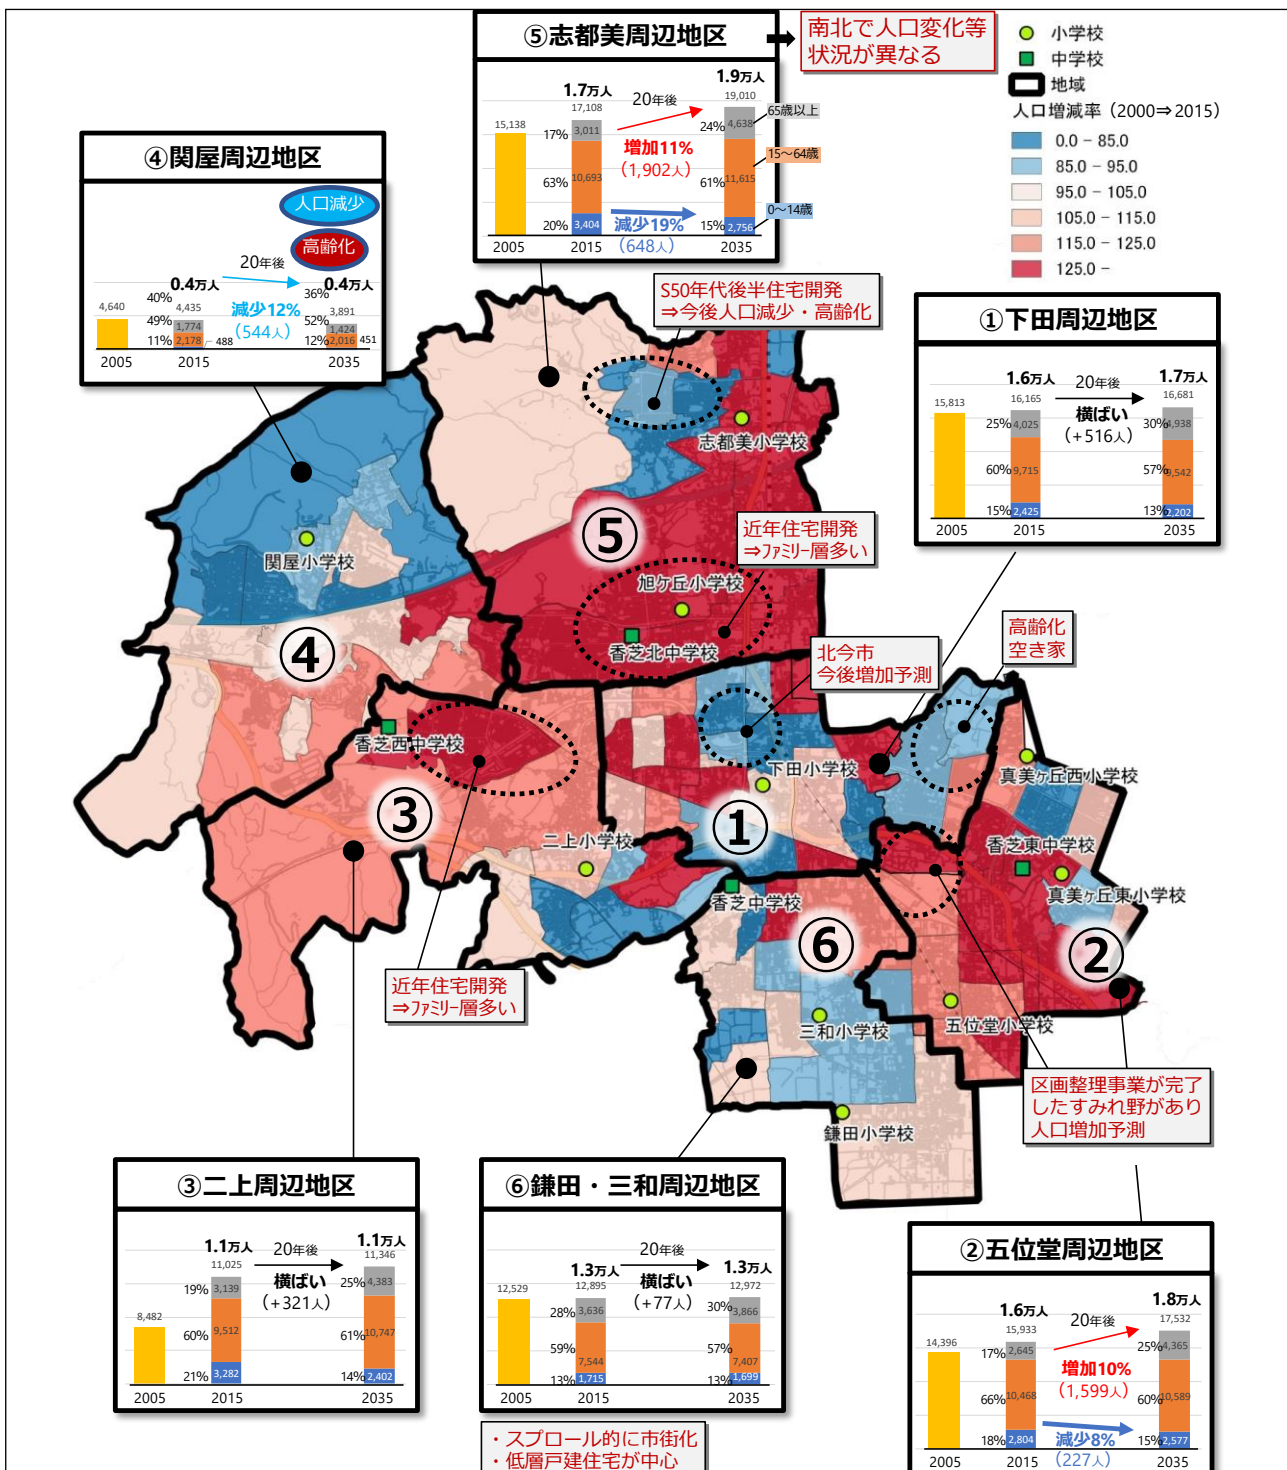 ⑤志都美周辺地区
南北で人口変化等
状況が異なる
15,138
1.7万人
17,108
20年後
1.9万人
19,010
17%
3,011
24%
4,638
65歳以上
増加11%
(1,902人)
63%
10,693
61%
11,615
15~64歳
20%
3,404
減少19%
(648人)
15%
2,756
0~14歳
2005
2015
2035
小学校
中学校
地域
人口増減率(2000⇒2015)
0.0 - 85.0
85.0 - 95.0
95.0 - 105.0
105.0 - 115.0
115.0 - 125.0
125.0 -
④関屋周辺地区
人口減少
高齢化
20年後
4,640
0.4万人
4,435
0.4万人
3,891
40%
1,774
36%
1,424
減少12%
(544人)
49%
2,178
52%
2,016
11%
488
12%
451
2005
2015
2035
S50年代後半住宅開発
⇒今後人口減少・高齢化
①下田周辺地区
15,813
1.6万人
16,165
20年後
1.7万人
16,681
25%
4,025
横ばい
(+516人)
30%
4,938
60%
9,715
57%
9,542
15%
2,425
13%
2,202
2005
2015
2035
志都美小学校
関屋小学校
⑤
近年住宅開発
⇒ファミリー層多い
旭ケ丘小学校
香芝北中学校
④
北今市
今後増加予測
高齢化
空き家
香芝西中学校
下田小学校
真美ヶ丘西小学校
③
①
二上小学校
香芝東中学校
真美ヶ丘東小学校
香芝中学校
⑥
②
近年住宅開発
⇒ファミリー層多い
三和小学校
五位堂小学校
区画整理事業が完了
したすみれ野があり
人口増加予測
鎌田小学校
③二上周辺地区
8,482
1.1万人
11,025
20年後
1.1万人
11,346
19%
3,139
横ばい
(+321人)
25%
4,383
60%
9,512
61%
10,747
21%
3,282
14%
2,402
2005
2015
2035
⑥鎌田・三和周辺地区
12,529
1.3万人
12,895
20年後
1.3万人
12,972
28%
3,636
横ばい
(+77人)
30%
3,866
59%
7,544
57%
7,407
13%
1,715
13%
1,699
2005
2015
2035
・スプロール的に市街化
・低層戸建住宅が中心
②五位堂周辺地区
14,396
1.6万人
15,933
20年後
1.8万人
17,532
17%
2,645
25%
4,365
増加10%
(1,599人)
66%
10,468
60%
10,589
18%
2,804
減少8%
(227人)
15%
2,577
2005
2015
2035